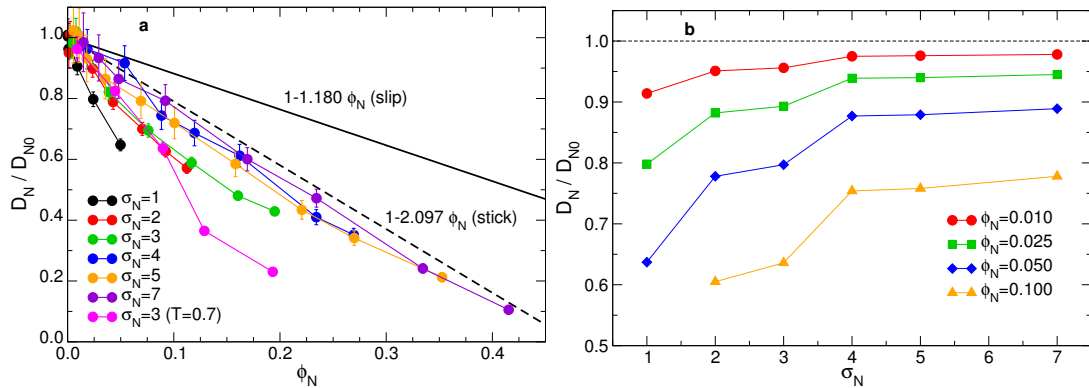 a
D_N / D_N0
1.0
0.8
0.6
0.4
0.2
0.0
1-1.180 ϕ_N (slip)
1-2.097 ϕ_N (stick)
σ_N=1
σ_N=2
σ_N=3
σ_N=4
σ_N=5
σ_N=7
σ_N=3 (T=0.7)
0.0 0.1 0.2 0.3 0.4
ϕ_N
b
D_N / D_N0
1.0
0.9
0.8
0.7
0.6
0.5
ϕ_N=0.010
ϕ_N=0.025
ϕ_N=0.050
ϕ_N=0.100
1 2 3 4 5 6 7
σ_N